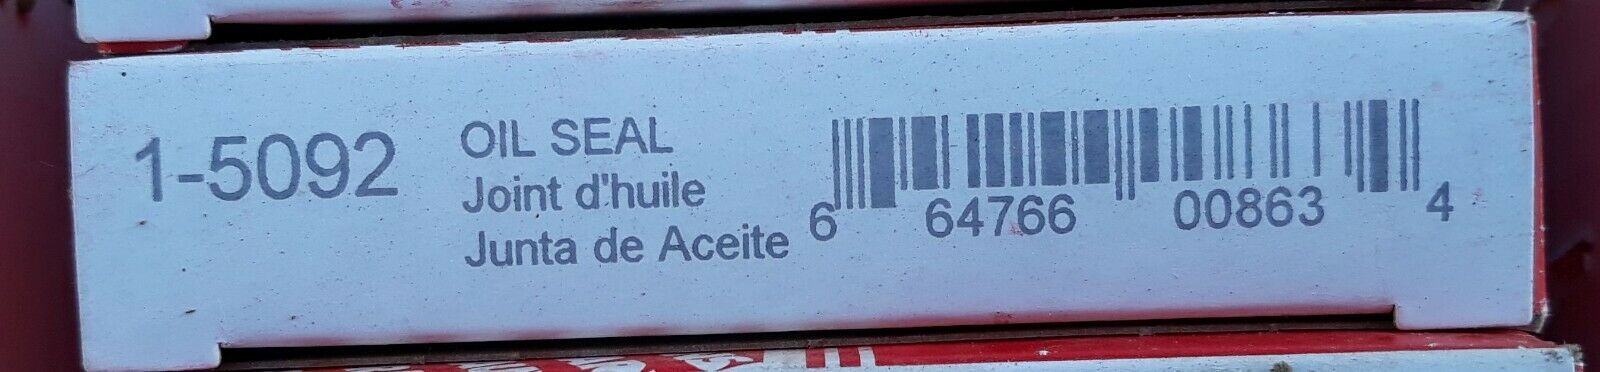 1-5092
OIL SEAL
Joint d'huile
Junta de Aceite
6 64766 00863 4